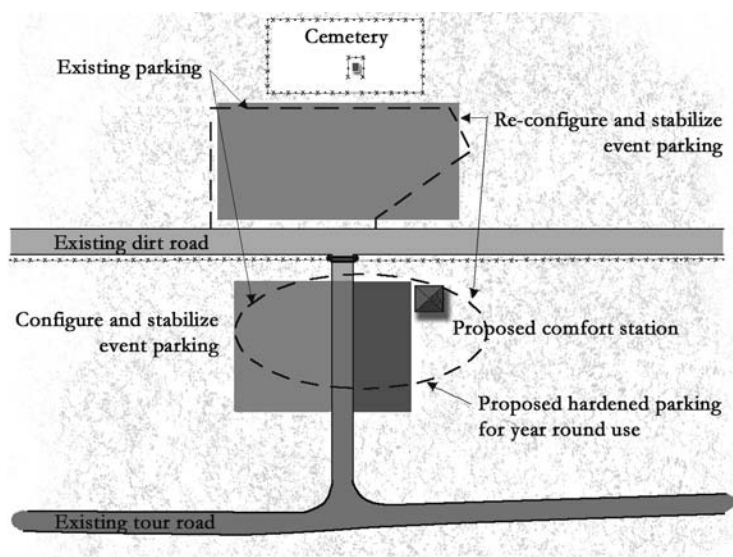 Cemetery
Existing parking
Re-configure and stabilize
event parking
Existing dirt road
Configure and stabilize
event parking
Proposed comfort station
Proposed hardened parking
for year round use
Existing tour road